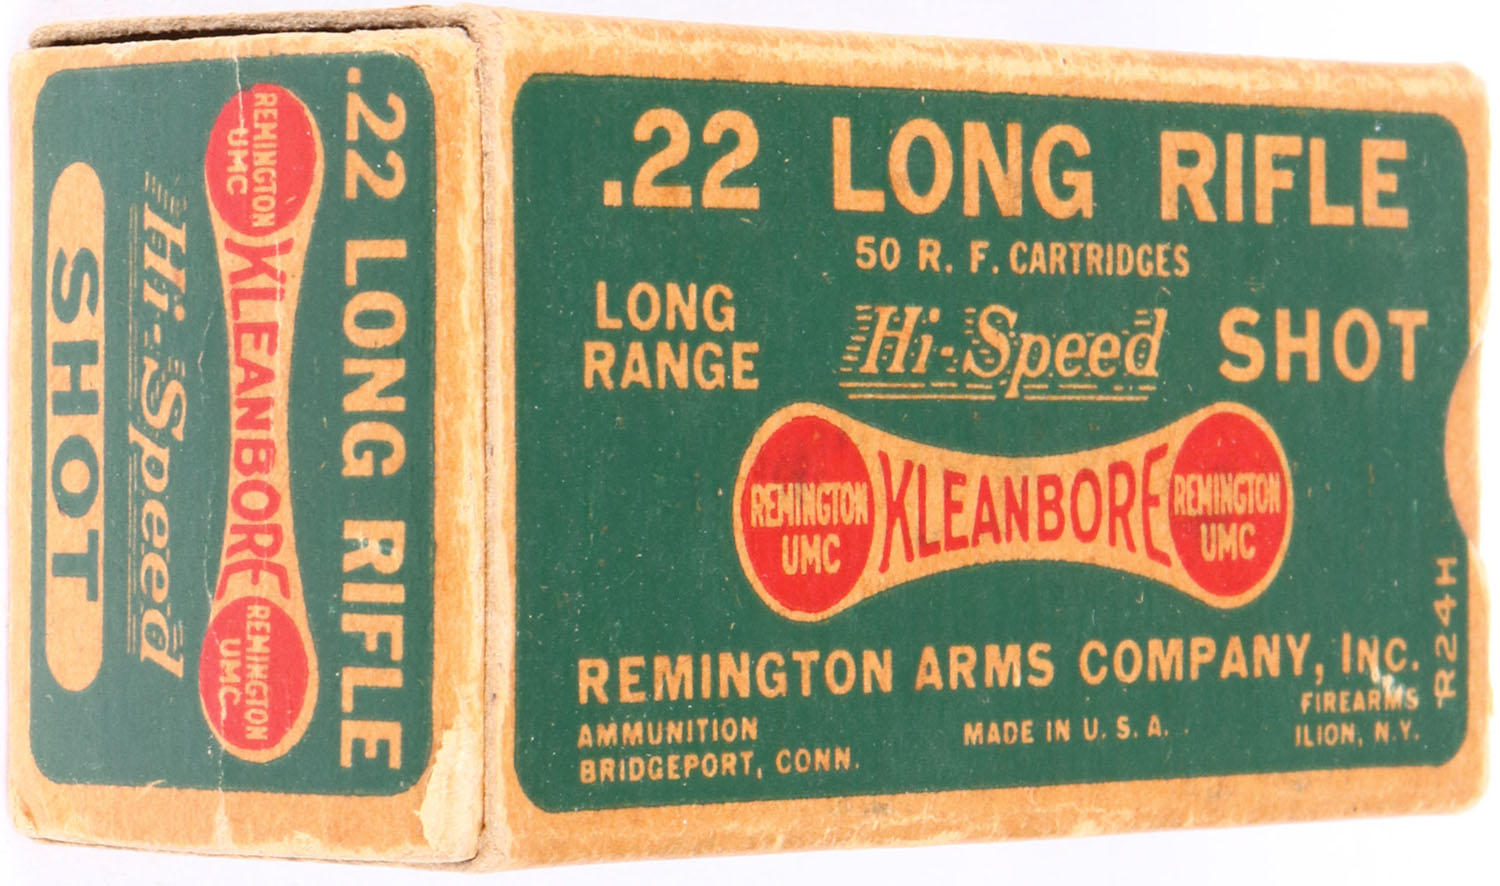 .22 LONG RIFLE
REMINGTON
UMC
KLEANBORE
REMINGTON
UMC
Hi-Speed
SHOT
.22 LONG RIFLE
50 R. F. CARTRIDGES
LONG
RANGE
Hi-Speed
SHOT
REMINGTON
UMC
KLEANBORE
REMINGTON
UMC
REMINGTON ARMS COMPANY, INC.
AMMUNITION
BRIDGEPORT, CONN.
MADE IN U. S. A.
FIREARMS
ILION, N.Y.
R24H